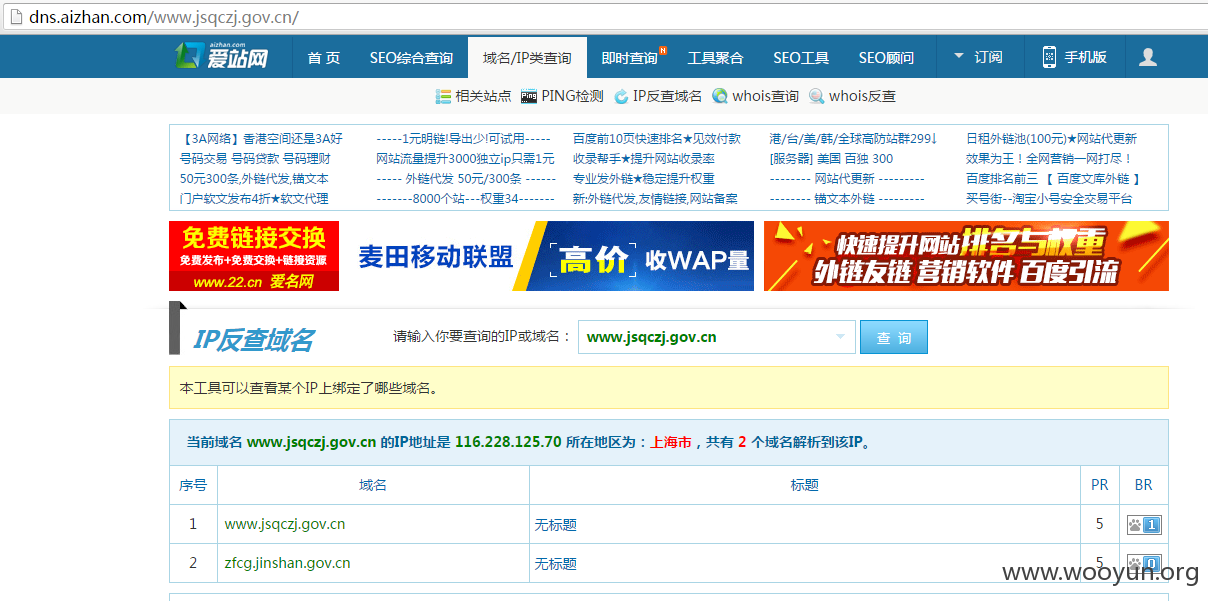 dns.aizhan.com/www.jsqczj.gov.cn/
aizhan.com
爱站网 首 页 SEO综合查询 域名/IP类查询 即时查询 N 工具聚合 SEO工具 SEO顾问 订阅 手机版
相关站点 PING检测 IP反查域名 whois查询 whois反查
【3A网络】香港空间还是3A好 -----1元明链!导出少!可试用----- 百度前10页快速排名★见效付款 港/台/美/韩/全球高防站群299↓ 日租外链池(100元)★网站代更新
号码交易 号码贷款 号码理财 网站流量提升3000独立ip只需1元 收录帮手★提升网站收录率 [服务器] 美国 百独 300 效果为王！全网营销一网打尽！
50元300条,外链代发,锚文本 ----- 外链代发 50元/300条 ------ 专业发外链★稳定提升权重 -------- 网站代更新 --------- 百度排名前三 【 百度文库外链 】
门户软文发布4折★软文代理 -------8000个站---权重34------- 新:外链代发,友情链接,网站备案 -------- 锚文本外链 --------- 买号街--淘宝小号安全交易平台
免费链接交换
免费发布+免费交换+链接资源
www.22.cn 爱名网
麦田移动联盟 高价 收WAP量
快速提升网站排名与权重
外链友链 营销软件 百度引流
IP反查域名 请输入你要查询的IP或域名： www.jsqczj.gov.cn 查 询
本工具可以查看某个IP上绑定了哪些域名。
当前域名 www.jsqczj.gov.cn 的IP地址是 116.228.125.70 所在地区为：上海市，共有 2 个域名解析到该IP。
序号 域名 标题 PR BR
1 www.jsqczj.gov.cn 无标题 5 1
2 zfcg.jinshan.gov.cn 无标题 5 0
www.wooyun.org